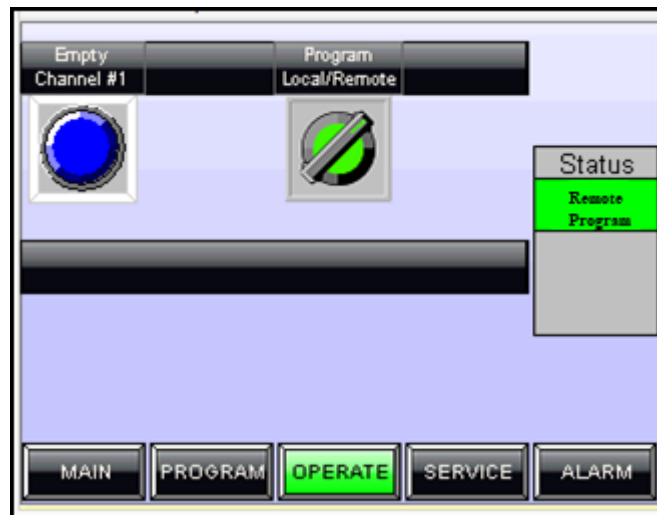 Empty
Channel #1
Program
Local/Remote
Status
Remote
Program
MAIN
PROGRAM
OPERATE
SERVICE
ALARM